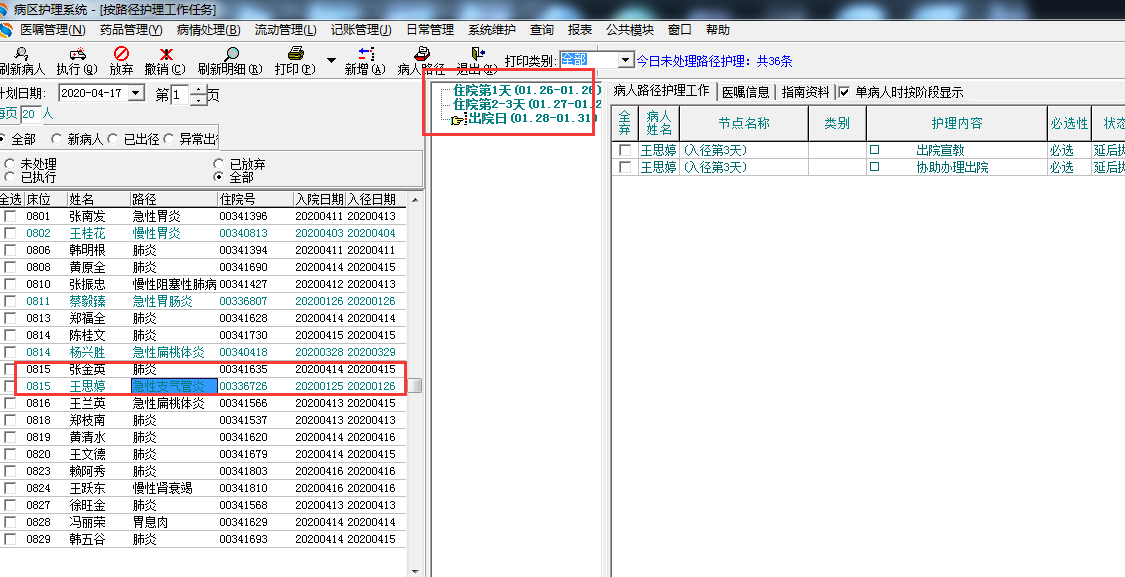 病区护理系统 - [按路径护理工作任务]
医嘱管理(N) 药品管理(Y) 病情处理(B) 流动管理(L) 记账管理(J) 日常管理 系统维护 查询 报表 公共模块 窗口 帮助
刷新病人 执行(Q) 放弃 撤销(C) 刷新明细(R) 打印(P) 新增(A) 病人路径 退出(X) 打印类别: 全部 今日未处理路径护理: 共36条
计划日期: 2020-04-17 第 1 页
每页 20 人
全部 新病人 已出径 异常出
未处理 已放弃
已执行 全部
住院第1天(01.26-01.26)
住院第2-3天(01.27-01.2
出院日(01.28-01.31)
病人路径护理工作 医嘱信息 指南资料 单病人时按阶段显示
全弃 病人姓名 节点名称 类别 护理内容 必选性 状态
王思婷 (入径第3天) 出院宣教 必选 延后执
王思婷 (入径第3天) 协助办理出院 必选 延后执
全选 床位 姓名 路径 住院号 入院日期 入径日期
0801 张南发 急性胃炎 00341396 20200411 20200413
0802 王桂花 慢性胃炎 00340813 20200403 20200404
0806 韩明根 肺炎 00341394 20200411 20200411
0808 黄原全 肺炎 00341690 20200414 20200415
0810 张振忠 慢性阻塞性肺病 00341427 20200412 20200413
0811 蔡毅臻 急性胃肠炎 00336807 20200126 20200126
0813 郑福全 肺炎 00341628 20200414 20200414
0814 陈桂文 肺炎 00341730 20200415 20200415
0814 杨兴胜 急性扁桃体炎 00340418 20200328 20200329
0815 张金英 肺炎 00341635 20200414 20200415
0815 王思婷 急性支气管炎 00336726 20200125 20200126
0816 王兰英 急性扁桃体炎 00341566 20200413 20200415
0818 郑枝南 肺炎 00341537 20200413 20200413
0819 黄清水 肺炎 00341620 20200414 20200416
0820 王文德 肺炎 00341679 20200414 20200415
0823 赖阿秀 肺炎 00341803 20200416 20200416
0824 王跃东 慢性肾衰竭 00341810 20200416 20200416
0827 徐旺金 肺炎 00341568 20200413 20200413
0828 冯丽荣 胃息肉 00341629 20200414 20200414
0829 韩五谷 肺炎 00341693 20200414 20200415